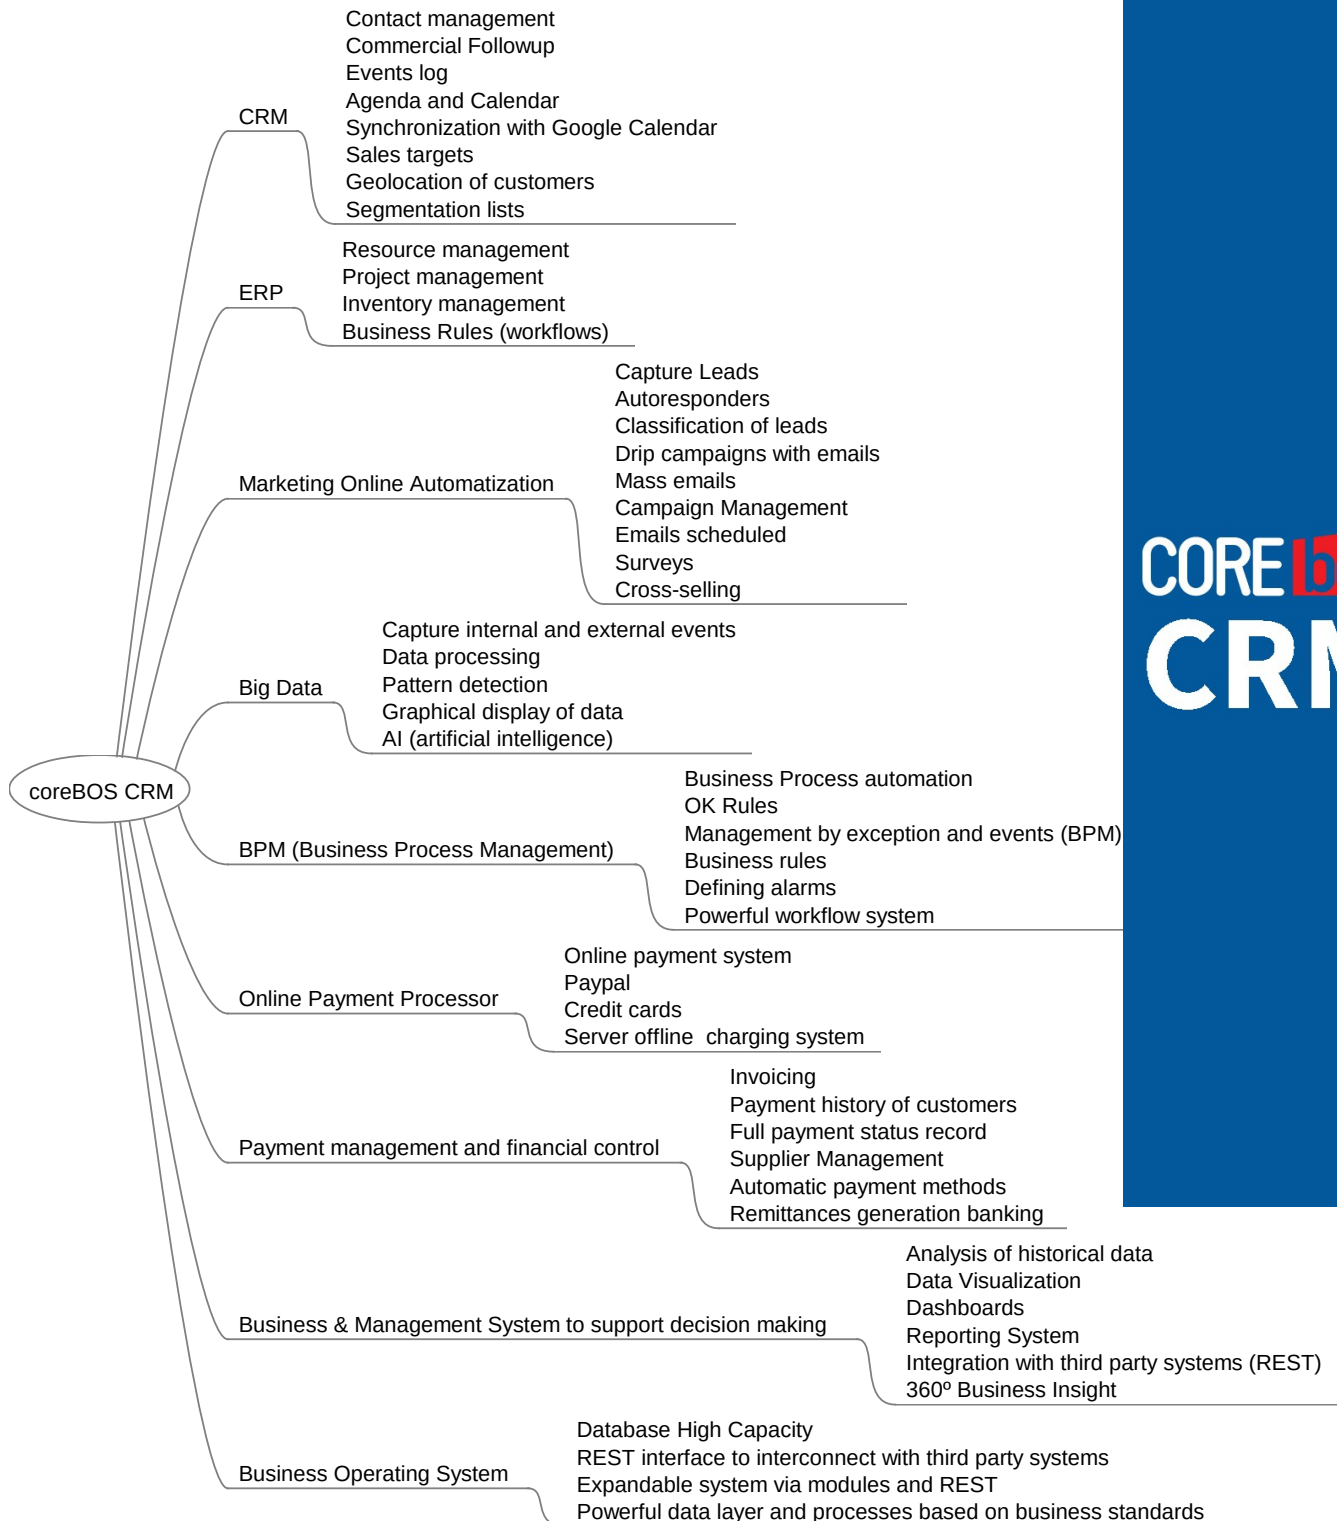 coreBOS CRM
CRM
Contact management
Commercial Followup
Events log
Agenda and Calendar
Synchronization with Google Calendar
Sales targets
Geolocation of customers
Segmentation lists
ERP
Resource management
Project management
Inventory management
Business Rules (workflows)
Marketing Online Automatization
Capture Leads
Autoresponders
Classification of leads
Drip campaigns with emails
Mass emails
Campaign Management
Emails scheduled
Surveys
Cross-selling
Big Data
Capture internal and external events
Data processing
Pattern detection
Graphical display of data
AI (artificial intelligence)
BPM (Business Process Management)
Business Process automation
OK Rules
Management by exception and events (BPM)
Business rules
Defining alarms
Powerful workflow system
Online Payment Processor
Online payment system
Paypal
Credit cards
Server offline  charging system
Payment management and financial control
Invoicing
Payment history of customers
Full payment status record
Supplier Management
Automatic payment methods
Remittances generation banking
Business & Management System to support decision making
Analysis of historical data
Data Visualization
Dashboards
Reporting System
Integration with third party systems (REST)
360º Business Insight
Business Operating System
Database High Capacity
REST interface to interconnect with third party systems
Expandable system via modules and REST
Powerful data layer and processes based on business standards
CORE b
CRM